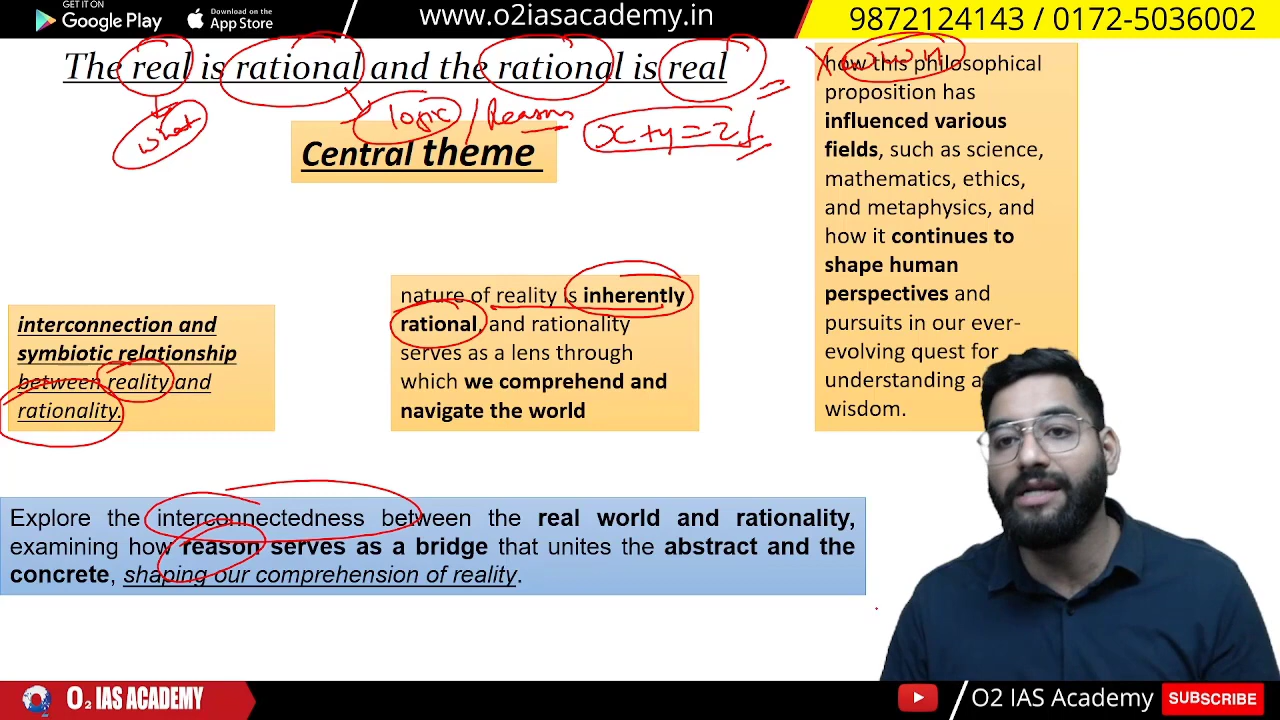 GET IT ON
Google Play
Download on the
App Store
www.o2iasacademy.in
9872124143 / 0172-5036002
The real is rational and the rational is real
what
logic / Reason
x+y=2
Central theme
how this philosophical
proposition has
influenced various
fields, such as science,
mathematics, ethics,
and metaphysics, and
how it continues to
shape human
perspectives and
pursuits in our ever-
evolving quest for
understanding
wisdom.
nature of reality is inherently
rational, and rationality
serves as a lens through
which we comprehend and
navigate the world
interconnection and
symbiotic relationship
between reality and
rationality.
Explore the interconnectedness between the real world and rationality,
examining how reason serves as a bridge that unites the abstract and the
concrete, shaping our comprehension of reality.
O2 IAS ACADEMY
O2 IAS Academy
SUBSCRIBE